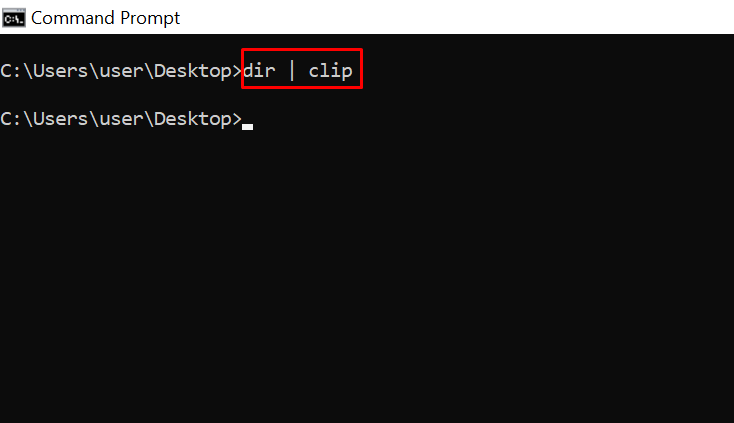 C:\. Command Prompt
C:\Users\user\Desktop>dir | clip
C:\Users\user\Desktop>